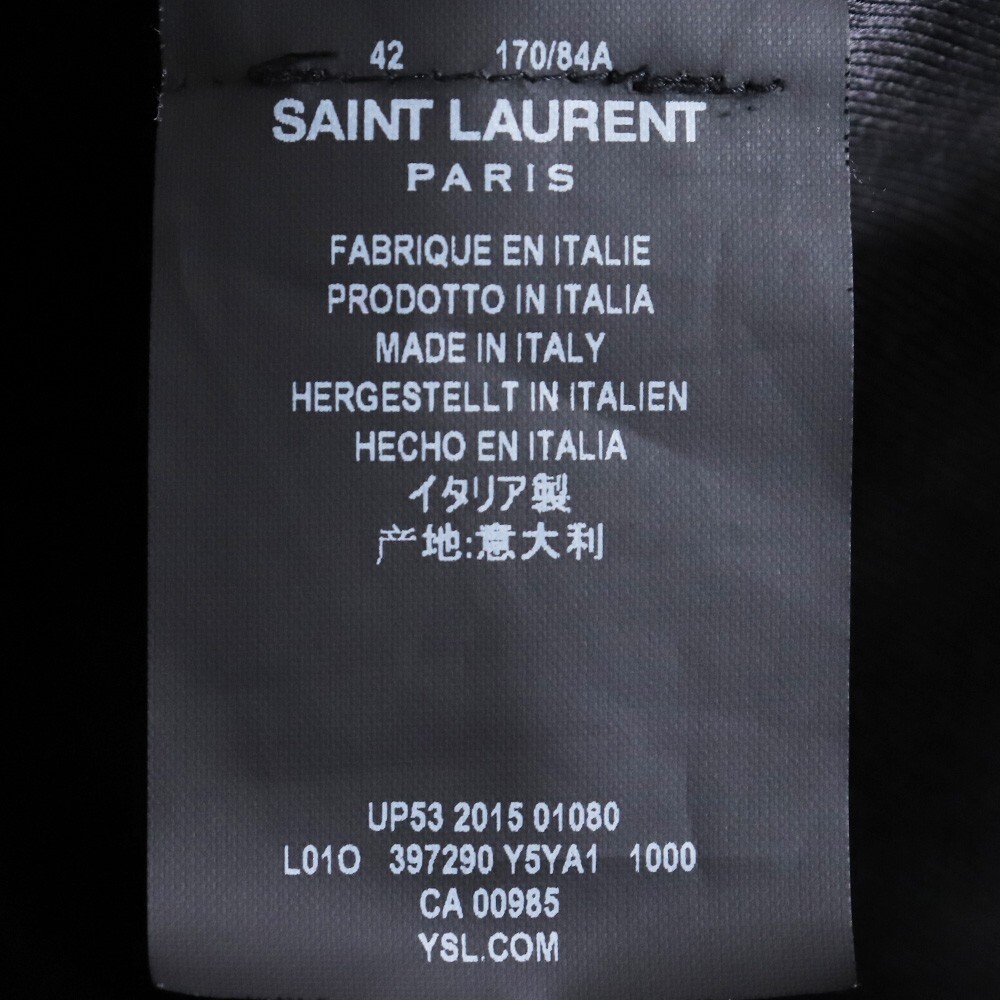 42 170/84A
SAINT LAURENT
PARIS
FABRIQUE EN ITALIE
PRODOTTO IN ITALIA
MADE IN ITALY
HERGESTELLT IN ITALIEN
HECHO EN ITALIA
イタリア製
产地:意大利
UP53 2015 01080
L01O 397290 Y5YA1 1000
CA 00985
YSL.COM